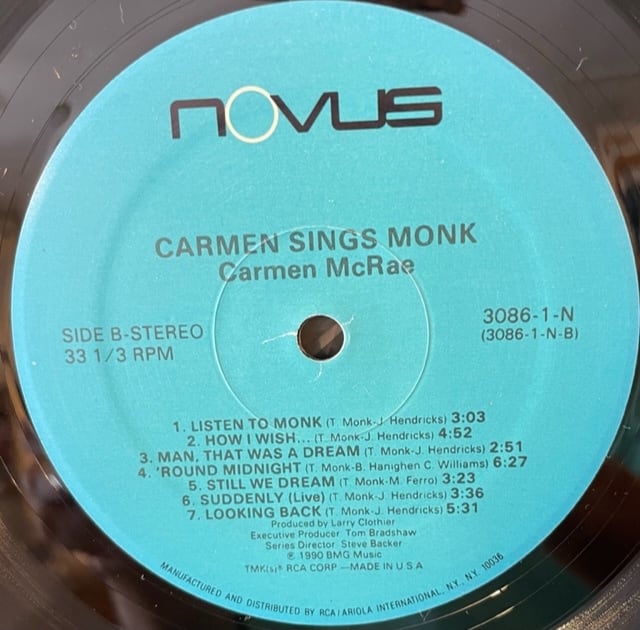 novus
CARMEN SINGS MONK
Carmen McRae
SIDE B-STEREO
33 1/3 RPM
3086-1-N
(3086-1-N-B)
1. LISTEN TO MONK (T. Monk-J. Hendricks) 3:03
2. HOW I WISH... (T. Monk-J. Hendricks) 4:52
3. MAN, THAT WAS A DREAM (T. Monk-J. Hendricks) 2:51
4. 'ROUND MIDNIGHT (T. Monk-B. Hanighen C. Williams) 6:27
5. STILL WE DREAM (T. Monk-M. Ferro) 3:23
6. SUDDENLY (Live) (T. Monk-J. Hendricks) 3:36
7. LOOKING BACK (T. Monk-J. Hendricks) 5:31
Produced by Larry Clothier
Executive Producer Tom Bradshaw
Series Director Steve Backer
℗ 1990 BMG Music
TMK(s)® RCA CORP —MADE IN U S A
MANUFACTURED AND DISTRIBUTED BY RCA/ARIOLA INTERNATIONAL, N.Y., N.Y. 10036